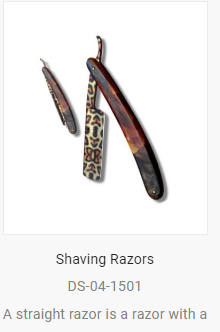 Shaving Razors
DS-04-1501
A straight razor is a razor with a